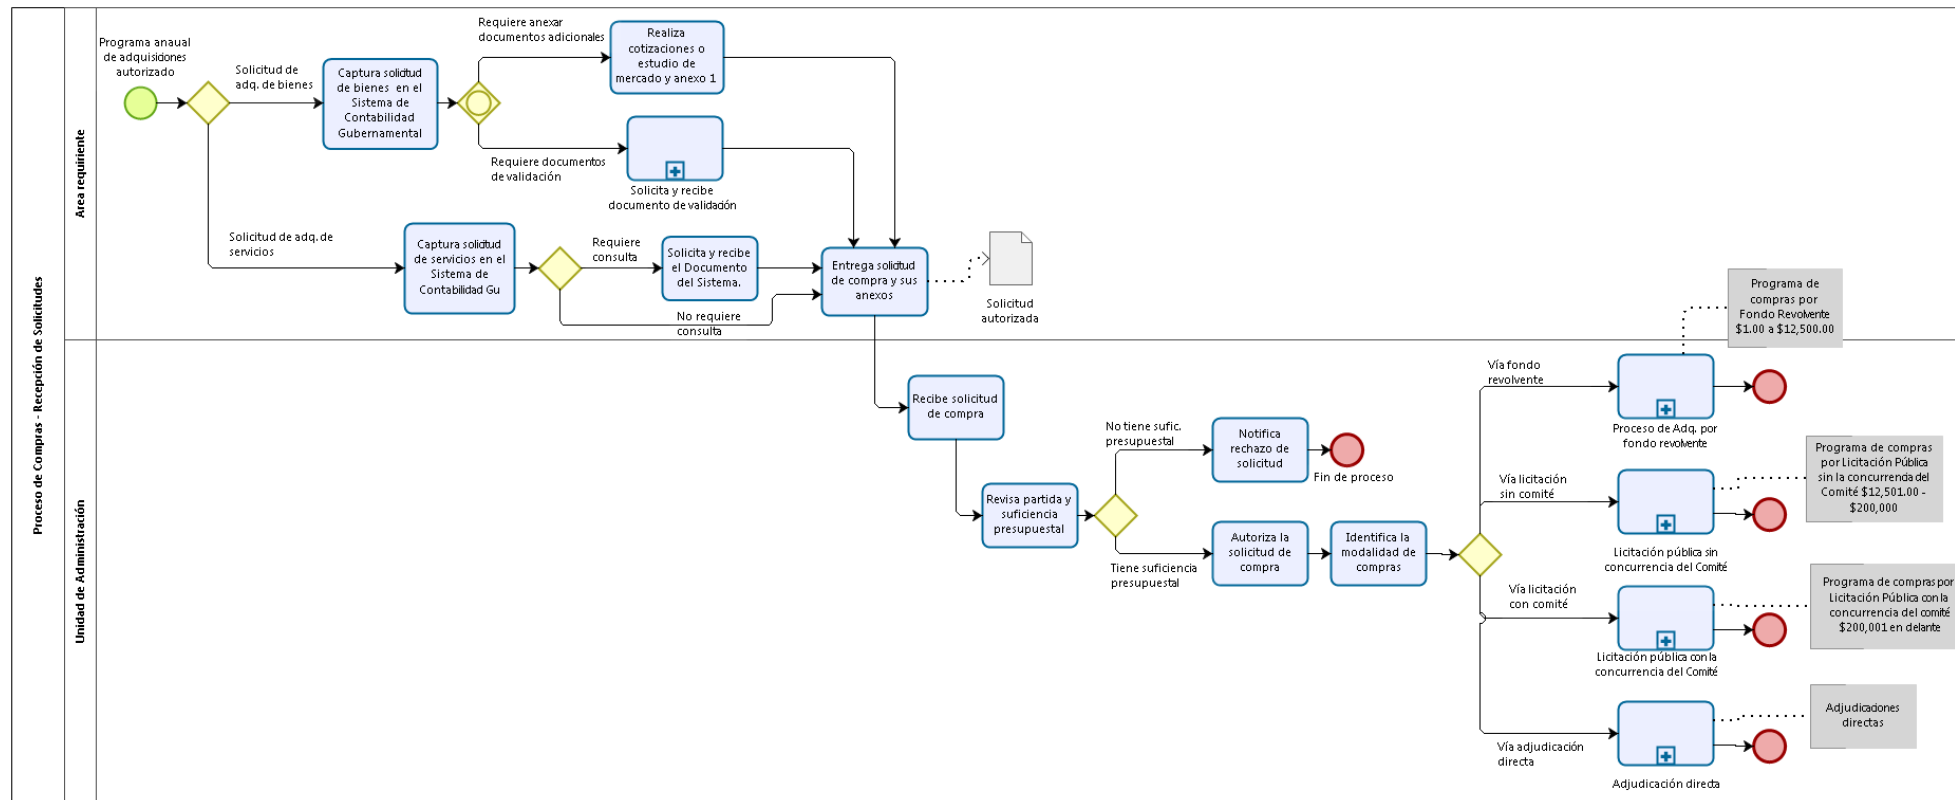 Proceso de Compras - Recepción de Solicitudes
Area requiriente
Programa anaual
de adquisiciones
autorizado
Solicitud de
adq. de bienes
Captura solicitud
de bienes en el
Sistema de
Contabilidad
Gubernamental
Requiere anexar
documentos adicionales
Realiza
cotizaciones o
estudio de
mercado y anexo 1
Requiere documentos
de validación
Solicita y recibe
documento de validación
Solicitud de adq. de
servicios
Captura solicitud
de servicios en el
Sistema de
Contabilidad Gu
Requiere
consulta
Solicita y recibe
el Documento
del Sistema.
No requiere
consulta
Entrega solicitud
de compra y sus
anexos
Solicitud
autorizada
Unidad de Administración
Recibe solicitud
de compra
Revisa partida y
suficiencia
presupuestal
No tiene sufic.
presupuestal
Notifica
rechazo de
solicitud
Fin de proceso
Tiene suficiencia
presupuestal
Autoriza la
solicitud de
compra
Identifica la
modalidad de
compras
Vía fondo
revolvente
Proceso de Adq. por
fondo revolvente
Programa de
compras por
Fondo Revolvente
$1.00 a $12,500.00
Vía licitación
sin comité
Licitación pública sin
concurrencia del Comité
Programa de compras
por Licitación Pública
sin la concurrencia del
Comité $12,501.00 -
$200,000
Vía licitación
con comité
Licitación pública con la
concurrencia del Comité
Programa de compras por
Licitación Pública con la
concurrencia del comité
$200,001 en delante
Vía adjudicación
directa
Adjudicación directa
Adjudicaciones
directas